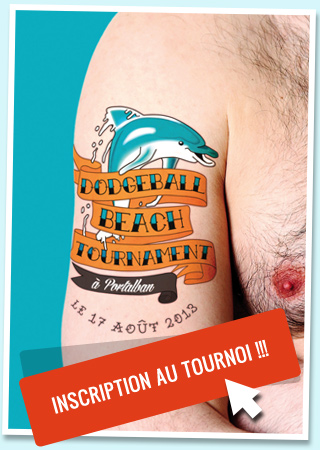 DODGEBALL
BEACH
TOURNAMENT
à Portalban
LE 17 AOÛT 2013
INSCRIPTION AU TOURNOI !!!